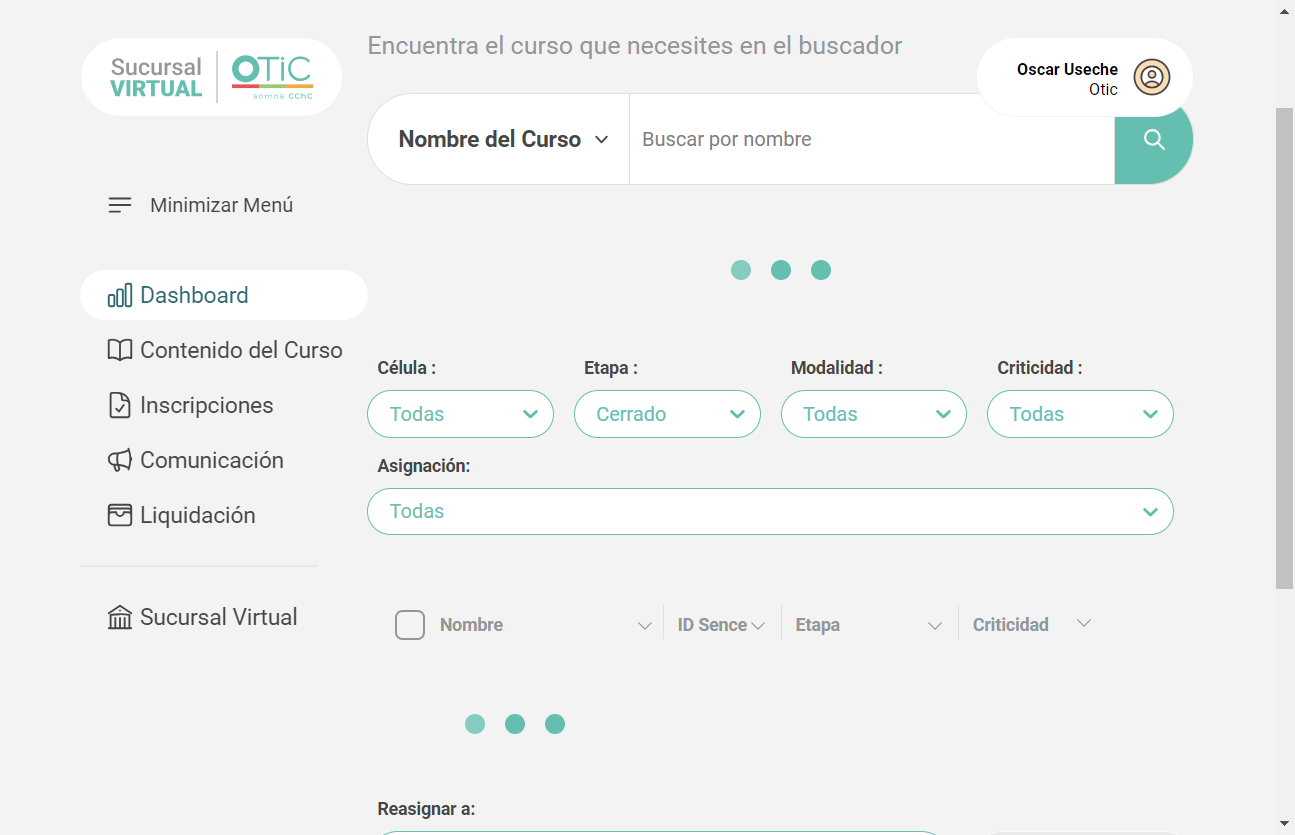 Encuentra el curso que necesites en el buscador
Sucursal
VIRTUAL
OTIC
somos CChC
Oscar Useche
Otic
Nombre del Curso
Buscar por nombre
Minimizar Menú
Dashboard
Contenido del Curso
Inscripciones
Comunicación
Liquidación
Sucursal Virtual
Célula :
Etapa :
Modalidad :
Criticidad :
Todas
Cerrado
Todas
Todas
Asignación:
Todas
Nombre
ID Sence
Etapa
Criticidad
Reasignar a: